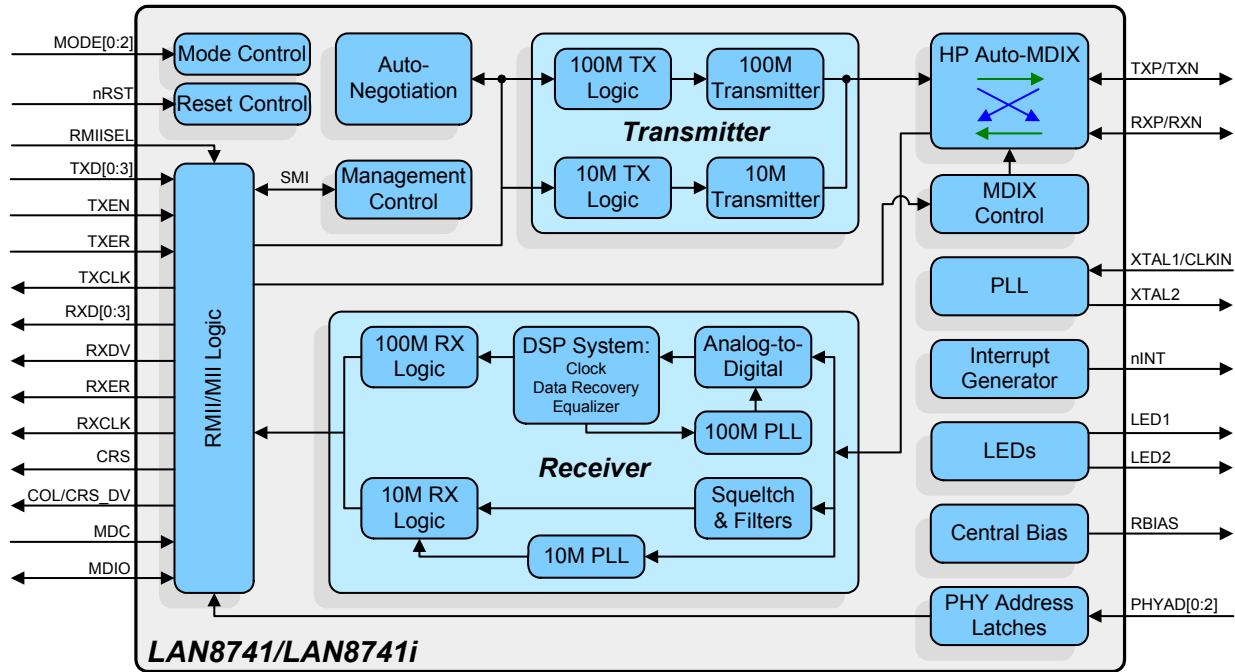 MODE[0:2]
nRST
RMIISEL
TXD[0:3]
TXEN
TXER
TXCLK
RXD[0:3]
RXDV
RXER
RXCLK
CRS
COL/CRS_DV
MDC
MDIO
Mode Control
Reset Control
RMII/MII Logic
Auto-
Negotiation
SMI
Management
Control
100M TX
Logic
100M
Transmitter
Transmitter
10M TX
Logic
10M
Transmitter
100M RX
Logic
DSP System:
Clock
Data Recovery
Equalizer
Analog-to-
Digital
100M PLL
Receiver
10M RX
Logic
Squeltch
& Filters
10M PLL
HP Auto-MDIX
MDIX
Control
PLL
Interrupt
Generator
LEDs
Central Bias
PHY Address
Latches
TXP/TXN
RXP/RXN
XTAL1/CLKIN
XTAL2
nINT
LED1
LED2
RBIAS
PHYAD[0:2]
LAN8741/LAN8741i